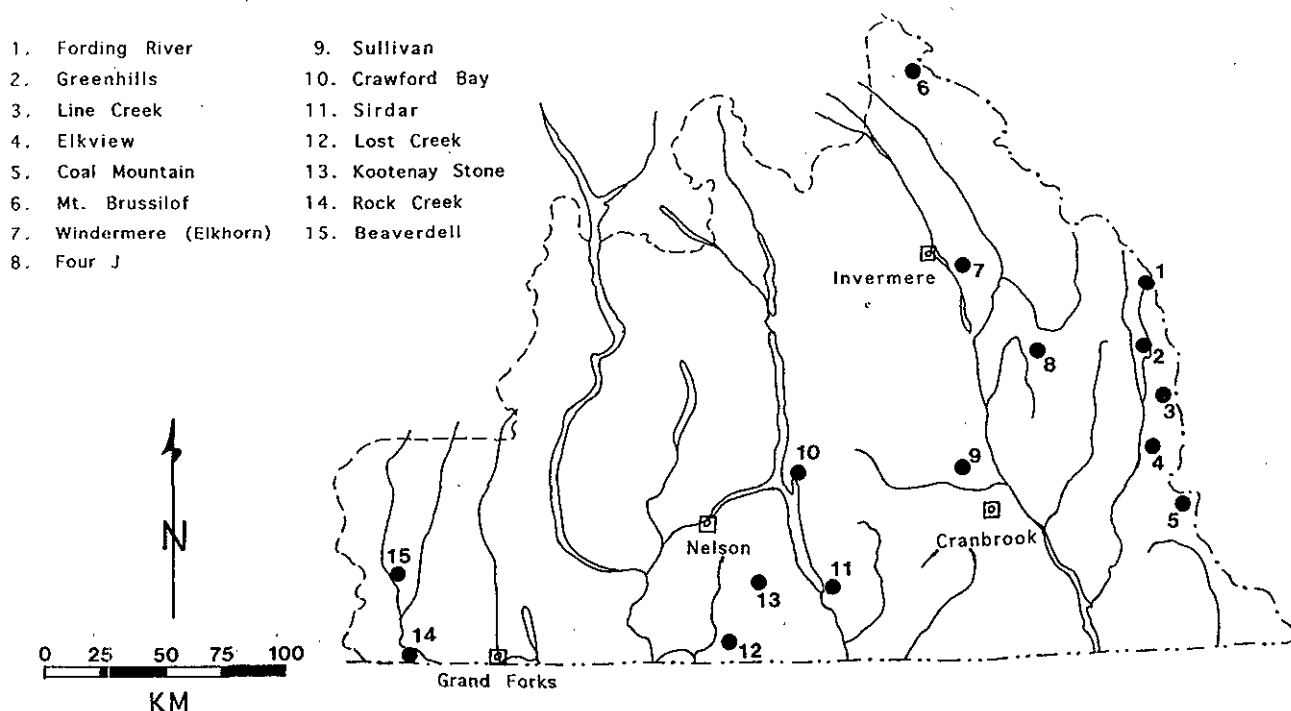 1. Fording River
2. Greenhills
3. Line Creek
4. Elkview
5. Coal Mountain
6. Mt. Brussilof
7. Windermere (Elkhorn)
8. Four J
9. Sullivan
10. Crawford Bay
11. Sirdar
12. Lost Creek
13. Kootenay Stone
14. Rock Creek
15. Beaverdell
6
Invermere
7
1
2
8
3
4
9
10
5
Cranbrook
Nelson
15
13
11
14
12
Grand Forks
N
0 25 50 75 100
KM